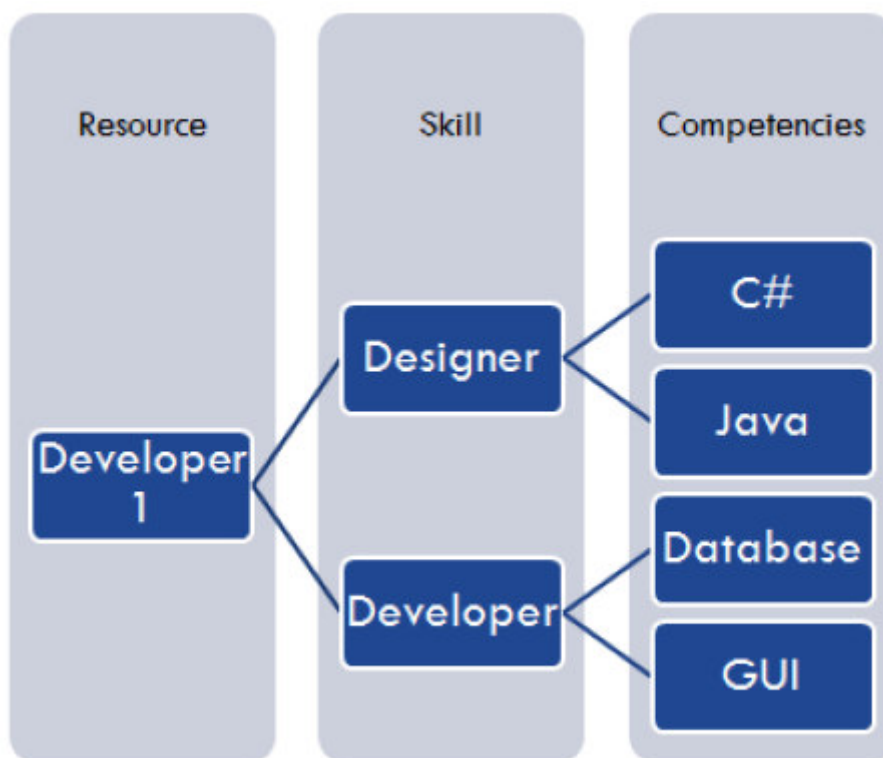 Resource
Skill
Competencies
C#
Designer
Java
Developer
1
Database
Developer
GUI